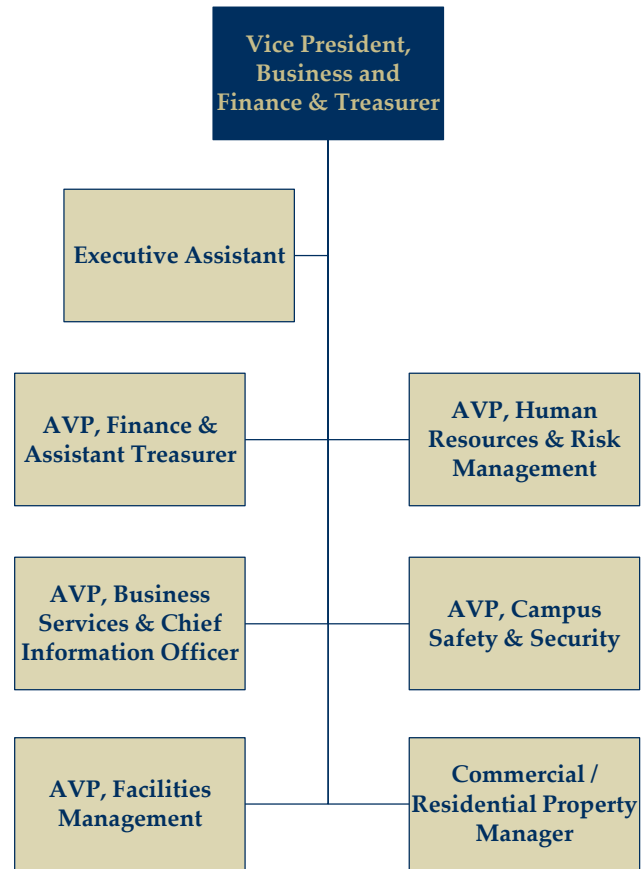 Vice President,
Business and
Finance & Treasurer
Executive Assistant
AVP, Finance &
Assistant Treasurer
AVP, Human
Resources & Risk
Management
AVP, Business
Services & Chief
Information Officer
AVP, Campus
Safety & Security
AVP, Facilities
Management
Commercial /
Residential Property
Manager